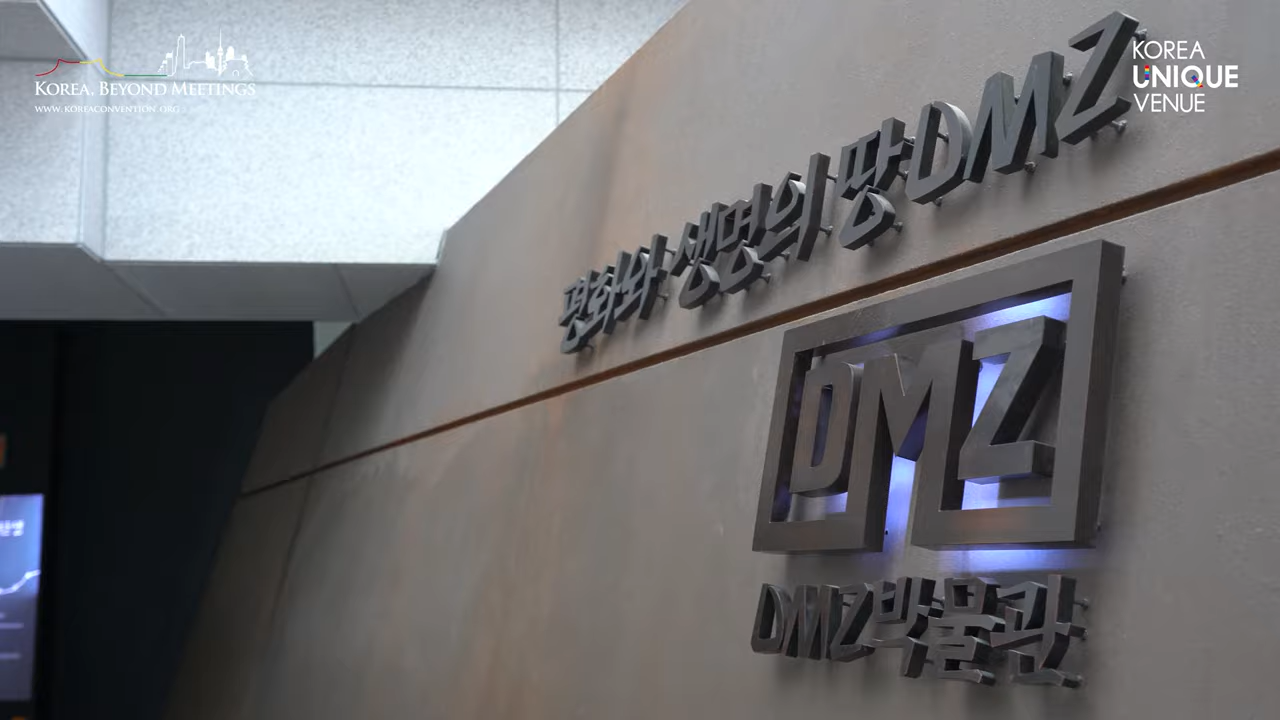 KOREA, BEYOND MEETINGS
WWW.KOREACONVENTION.ORG
KOREA
UNIQUE
VENUE
평화와 생명의 땅 DMZ
DMZ
DMZ박물관